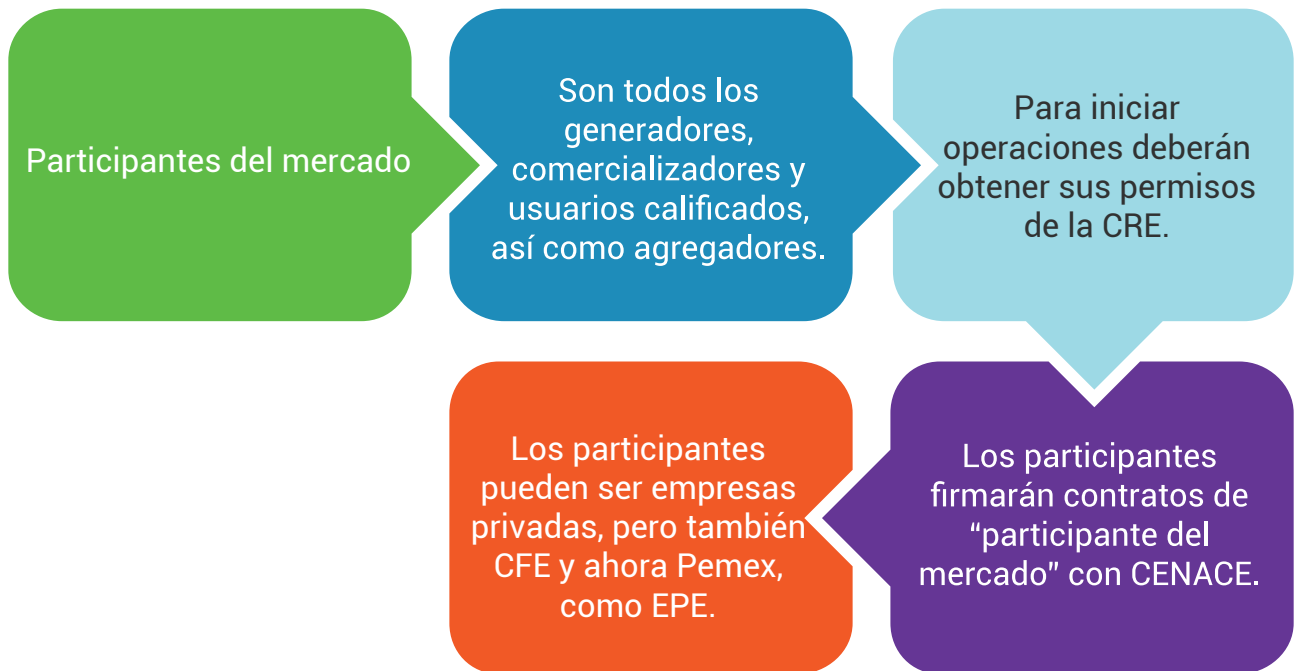 Participantes del mercado
Son todos los
generadores,
comercializadores y
usuarios calificados,
así como agregadores.
Para iniciar
operaciones deberán
obtener sus permisos
de la CRE.
Los participantes
firmarán contratos de
“participante del
mercado” con CENACE.
Los participantes
pueden ser empresas
privadas, pero también
CFE y ahora Pemex,
como EPE.